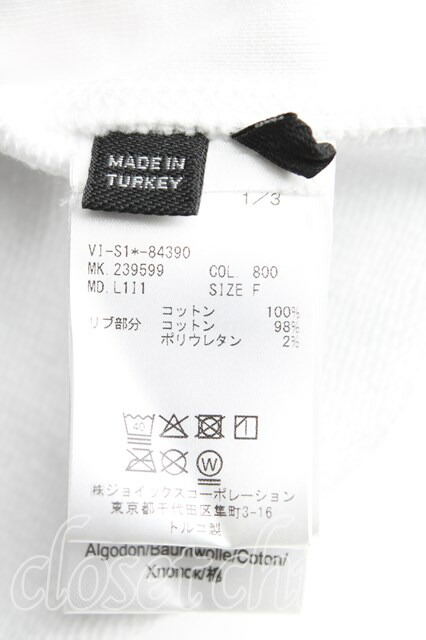 MADE IN
TURKEY
1/3
VI-S1*-84390
MK. 239599 COL. 800
MD. L1I1 SIZE F
コットン 100%
リブ部分 コットン 98%
ポリウレタン 2%
40
W
株ジョイックスコーポレーション
東京都千代田区隼町3-16
トルコ製
Algodon/Baumwolle/Coton/
Хлопок/棉
closetchild